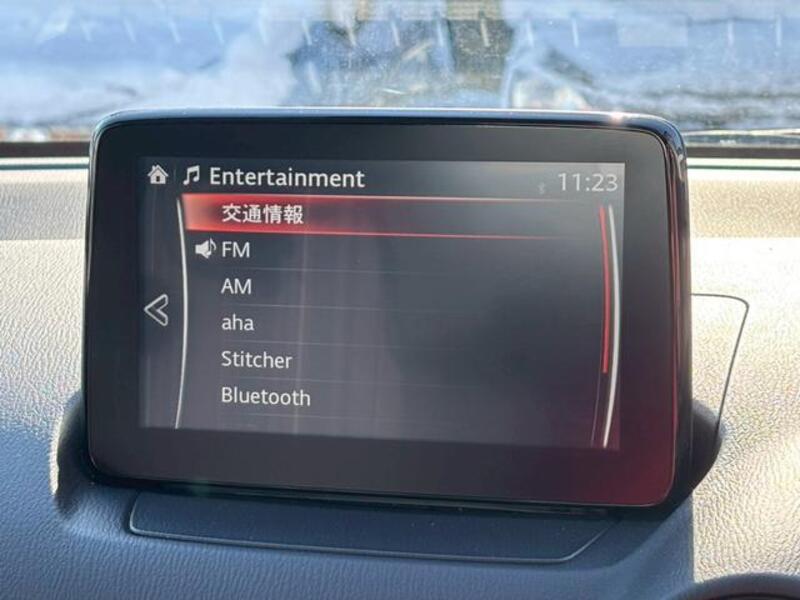 Entertainment 11:23
交通情報
FM
AM
aha
Stitcher
Bluetooth